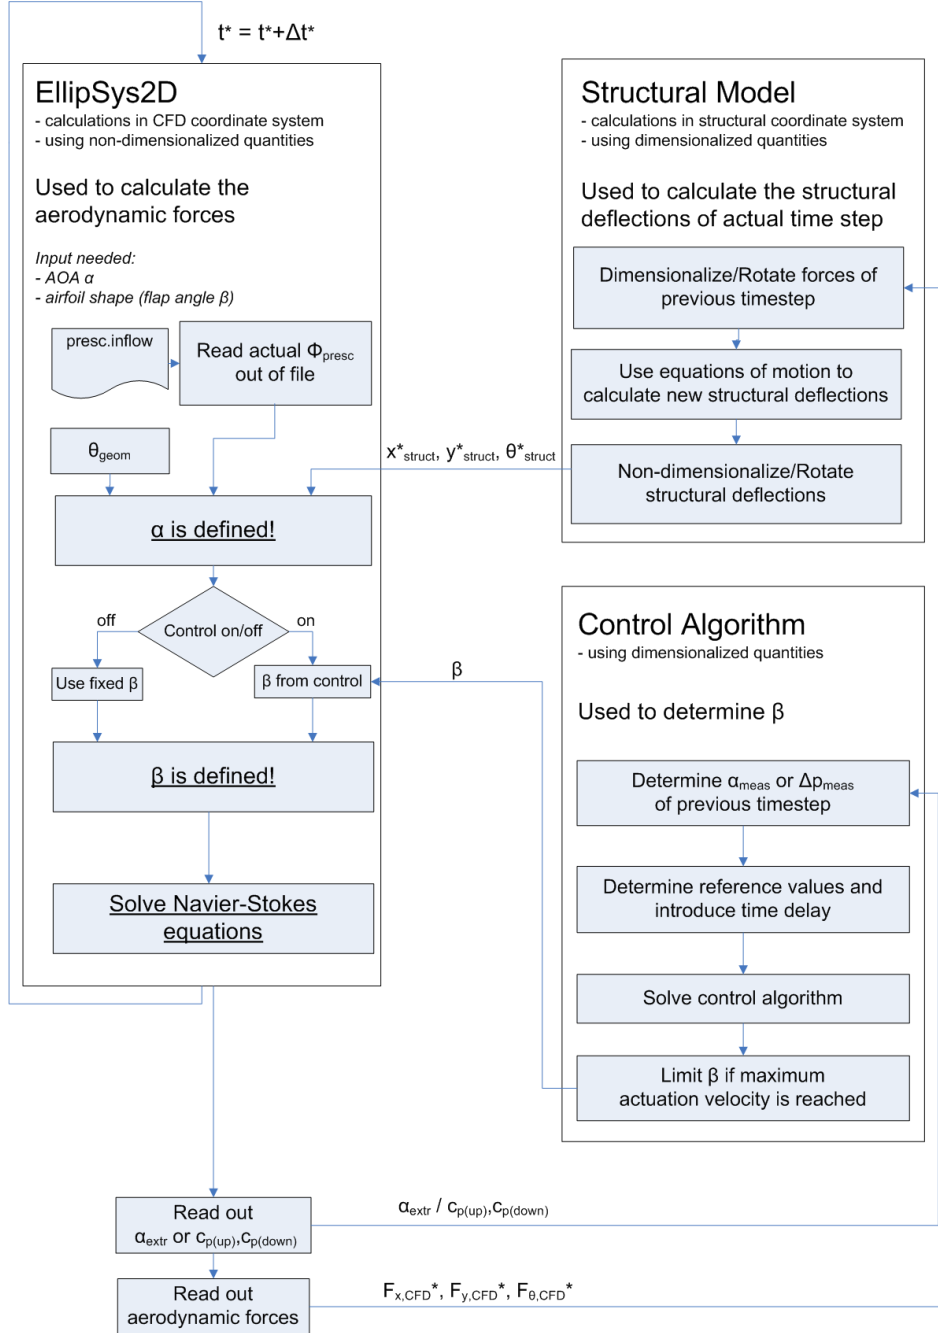 t* = t*+Δt*
EllipSys2D
- calculations in CFD coordinate system
- using non-dimensionalized quantities
Used to calculate the
aerodynamic forces
Input needed:
- AOA α
- airfoil shape (flap angle β)
presc.inflow
Read actual Φpresc
out of file
θgeom
α is defined!
Control on/off
off
on
Use fixed β
β from control
β is defined!
Solve Navier-Stokes
equations
Structural Model
- calculations in structural coordinate system
- using dimensionalized quantities
Used to calculate the structural
deflections of actual time step
Dimensionalize/Rotate forces of
previous timestep
Use equations of motion to
calculate new structural deflections
Non-dimensionalize/Rotate
structural deflections
x*struct, y*struct, θ*struct
Control Algorithm
- using dimensionalized quantities
Used to determine β
Determine αmeas or Δpmeas
of previous timestep
Determine reference values and
introduce time delay
Solve control algorithm
Limit β if maximum
actuation velocity is reached
β
Read out
αextr or cp(up),cp(down)
αextr / cp(up),cp(down)
Read out
aerodynamic forces
Fx,CFD*, Fy,CFD*, Fθ,CFD*